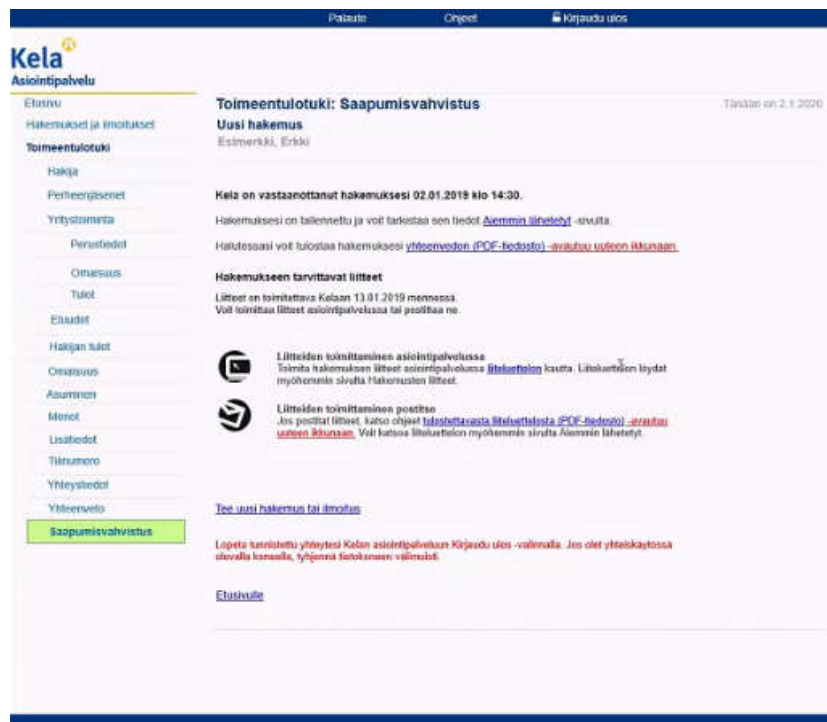 Palaute Ohjeet Kirjaudu ulos
Kela
Asiointipalvelu
Etusivu
Hakemukset ja ilmoitukset
Toimeentulotuki
Hakija
Perheenjäsenet
Yritystoiminta
Perustiedot
Omaisuus
Tulot
Etuudet
Hakijan tulot
Omaisuus
Asuminen
Menot
Lisätiedot
Tilinumero
Yhteystiedot
Yhteenveto
Saapumisvahvistus
Toimeentulotuki: Saapumisvahvistus
Tänään on 2.1.2020
Uusi hakemus
Esimerkki, Erkki
Kela on vastaanottanut hakemuksesi 02.01.2019 klo 14:30.
Hakemuksesi on tallennettu ja voit tarkistaa sen tiedot Aiemmin lähetetyt -sivulta.
Halutessasi voit tulostaa hakemuksesi yhteenvedon (PDF-tiedosto) -avautuu uuteen ikkunaan.
Hakemukseen tarvittavat liitteet
Liitteet on toimitettava Kelaan 13.01.2019 mennessä.
Voit toimittaa liitteet asiointipalvelussa tai postittaa ne.
Liitteiden toimittaminen asiointipalvelussa
Toimita hakemuksen liitteet asiointipalvelussa liiteluettelon kautta. Liiteluettelon löydät
myöhemmin sivulta Hakemusten liitteet.
Liitteiden toimittaminen postitse
Jos postitat liitteet, katso ohjeet tulostettavasta liiteluettelosta (PDF-tiedosto) -avautuu
uuteen ikkunaan. Voit katsoa liiteluettelon myöhemmin sivulta Aiemmin lähetetyt.
Tee uusi hakemus tai ilmoitus
Lopeta tunnistettu yhteytesi Kelan asiointipalveluun Kirjaudu ulos -valinnalla. Jos olet yhteiskäytössä
olevalla koneella, tyhjennä tietokoneen välimuisti.
Etusivulle